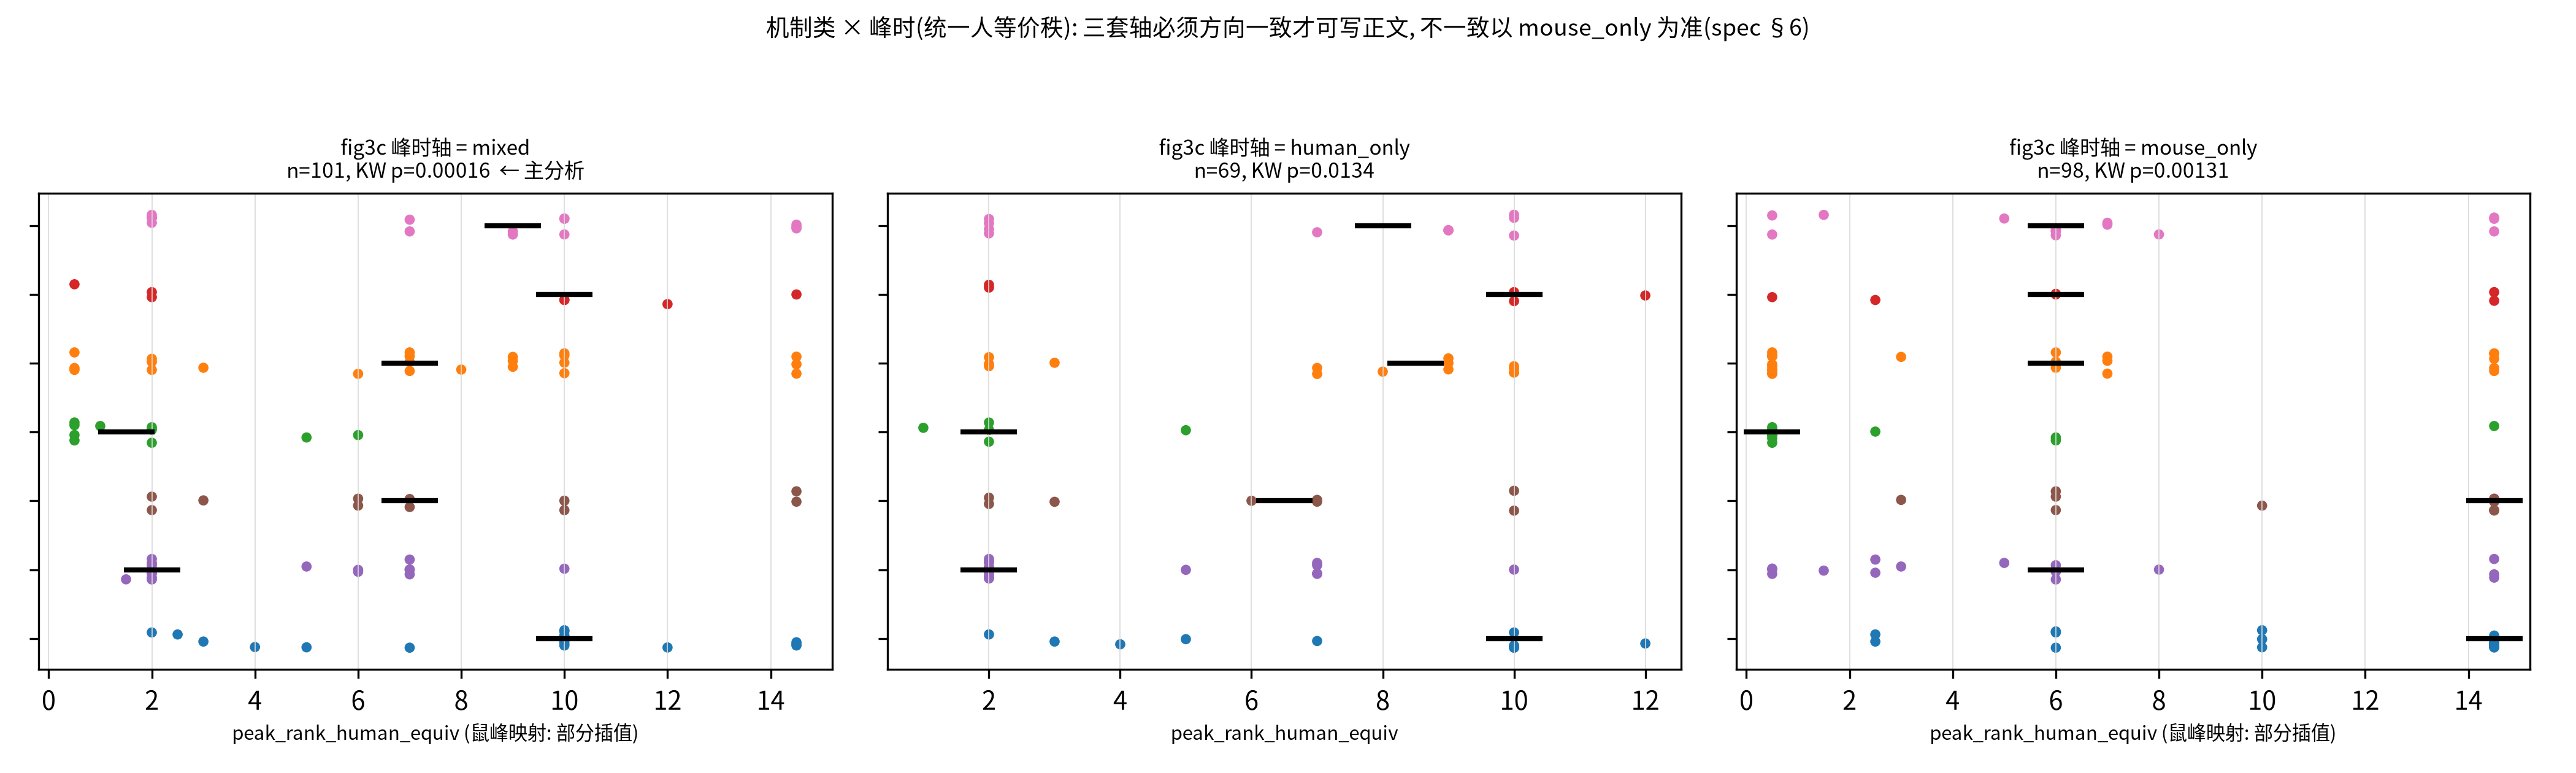 机制类 × 峰时(统一人等价秩): 三套轴必须方向一致才可写正文, 不一致以 mouse_only 为准(spec §6)
fig3c 峰时轴 = mixed
n=101, KW p=0.00016 ← 主分析
0 2 4 6 8 10 12 14
peak_rank_human_equiv (鼠峰映射: 部分插值)
fig3c 峰时轴 = human_only
n=69, KW p=0.0134
2 4 6 8 10 12
peak_rank_human_equiv
fig3c 峰时轴 = mouse_only
n=98, KW p=0.00131
0 2 4 6 8 10 12 14
peak_rank_human_equiv (鼠峰映射: 部分插值)